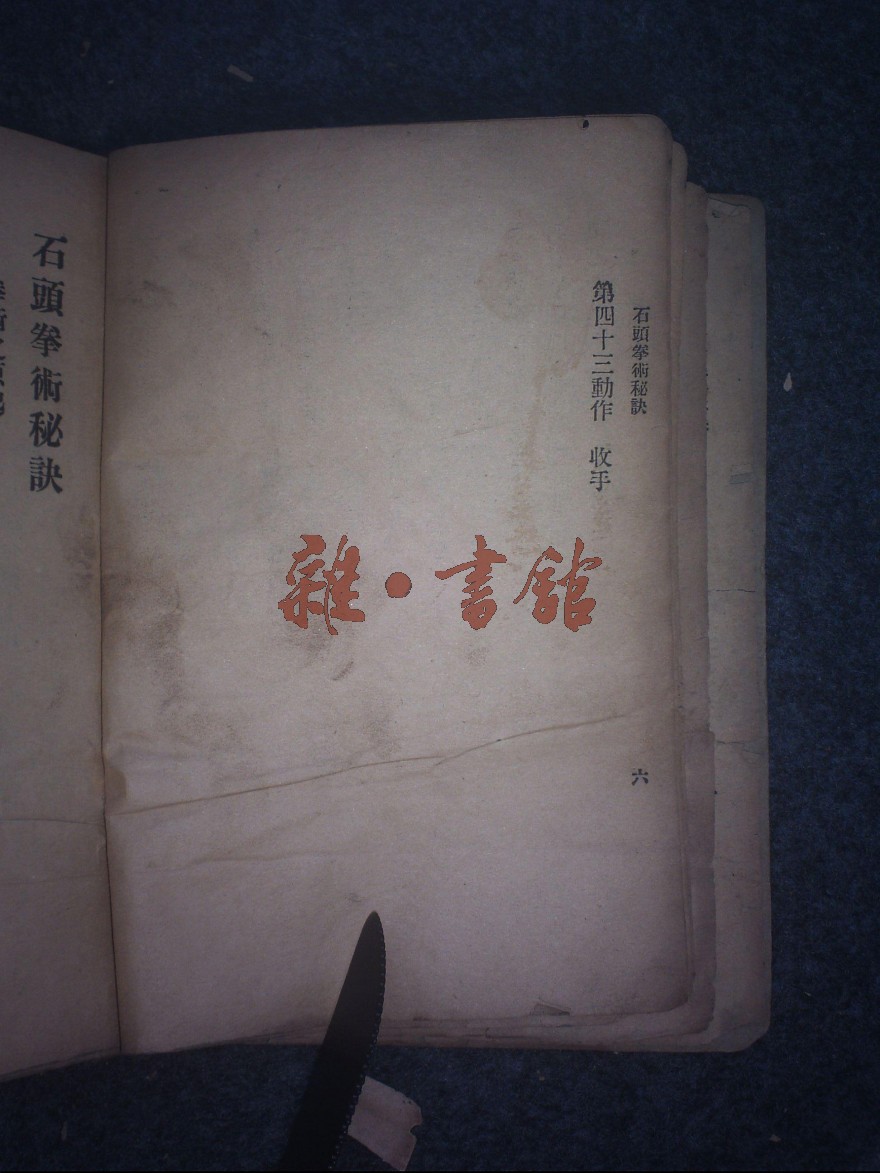 石頭拳術秘訣
第四十三動作　收手
六
雜·書館
石頭拳術秘訣